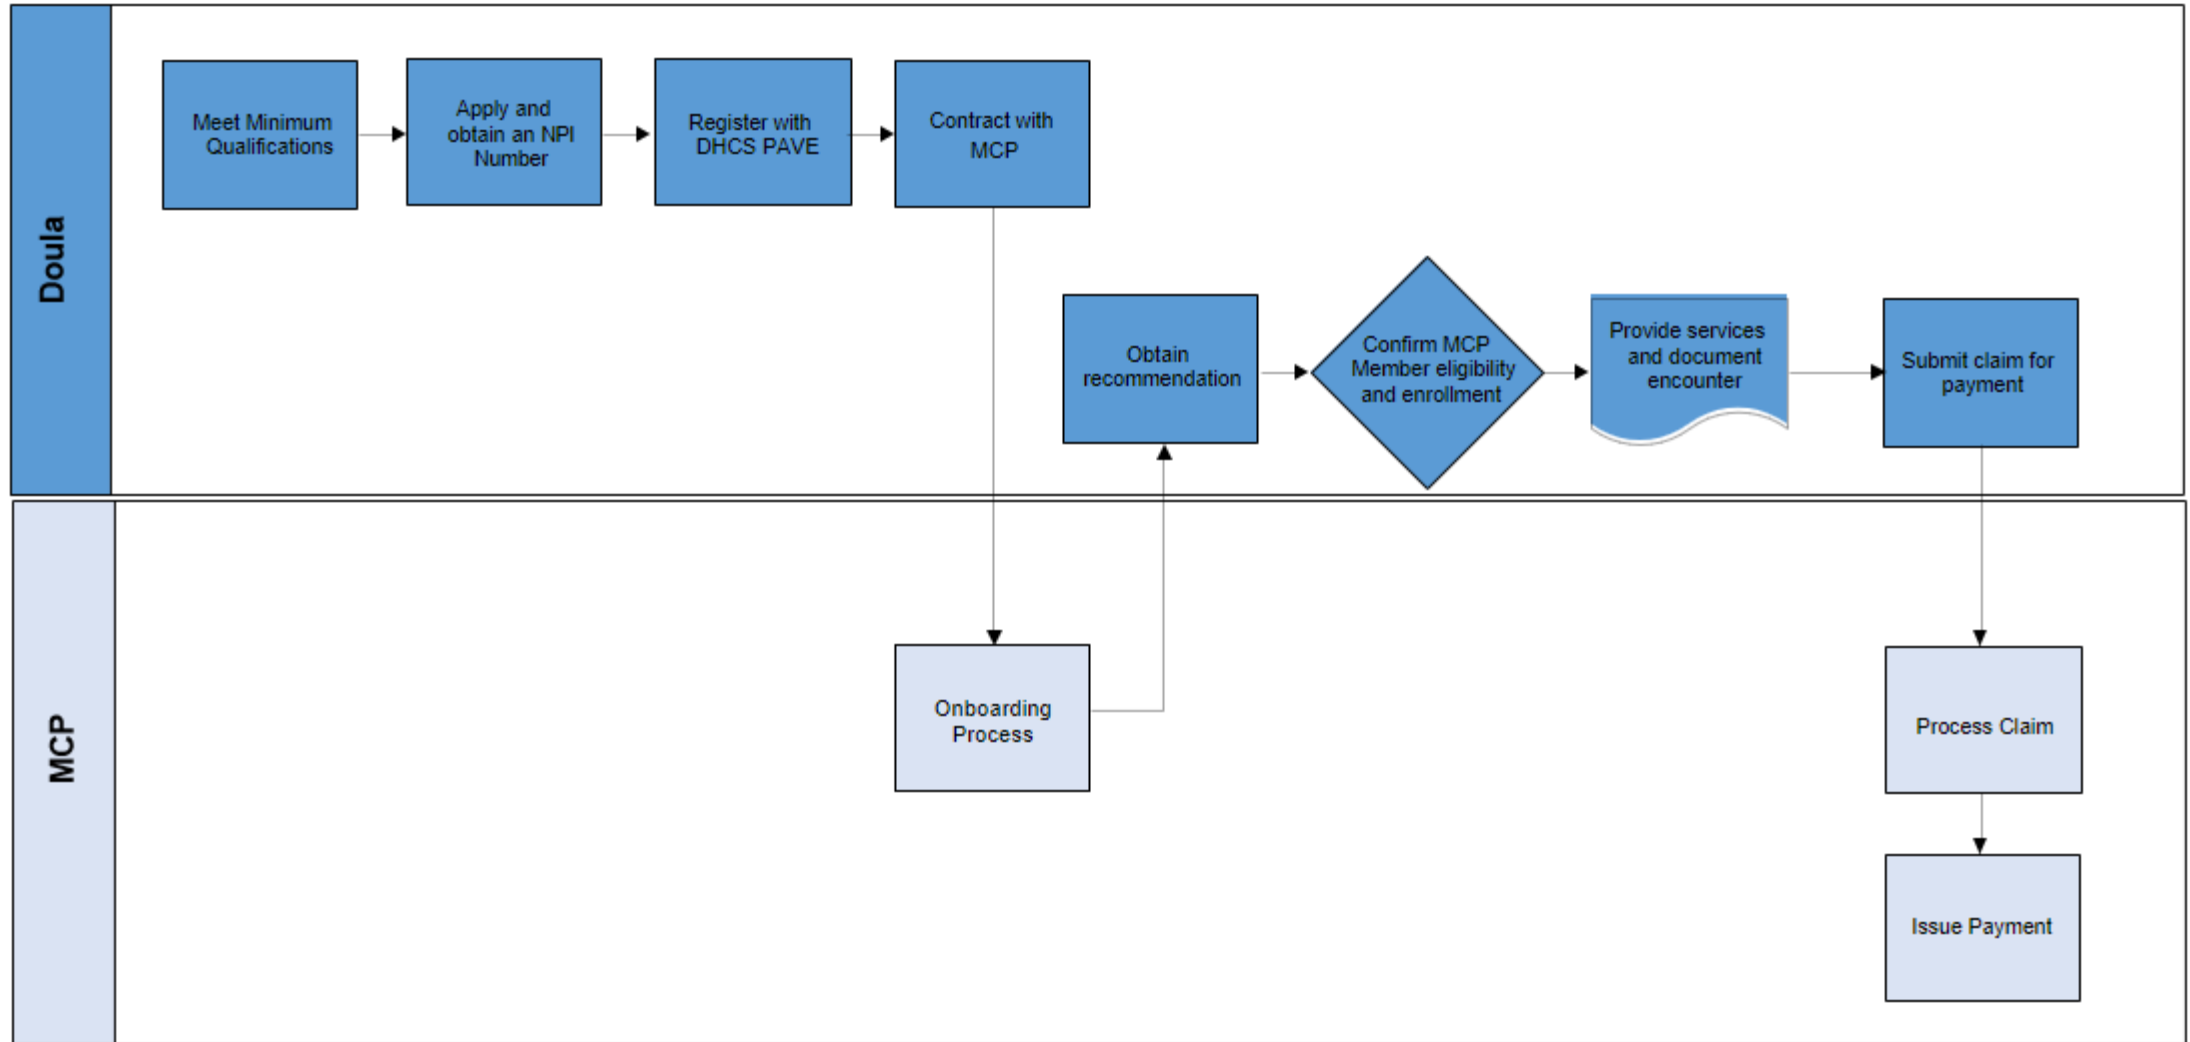 Doula
Meet Minimum
Qualifications
Apply and
obtain an NPI
Number
Register with
DHCS PAVE
Contract with
MCP
Obtain
recommendation
Confirm MCP
Member eligibility
and enrollment
Provide services
and document
encounter
Submit claim for
payment
MCP
Onboarding
Process
Process Claim
Issue Payment